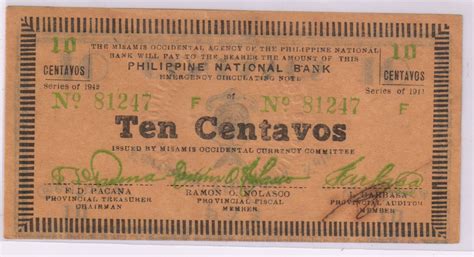 10 THE MISAMIS OCCIDENTAL AGENCY OF THE PHILIPPINE NATIONAL 10
BANK WILL PAY TO THE BEARER THE AMOUNT OF THIS
CENTAVOS PHILIPPINE NATIONAL BANK CENTAVOS
Series of 1942 EMERGENCY CIRCULATING NOTE Series of
Nº 81247 F of Nº 81247 F
Ten Centavos
ISSUED BY MISAMIS OCCIDENTAL CURRENCY COMMITTEE
F. D. Pacana
F. D. PACANA RAMON O. NOLASCO BARBASA
PROVINCIAL TREASURER PROVINCIAL FISCAL PROVINCIAL AUDITOR
CHAIRMAN MEMBER MEMBER